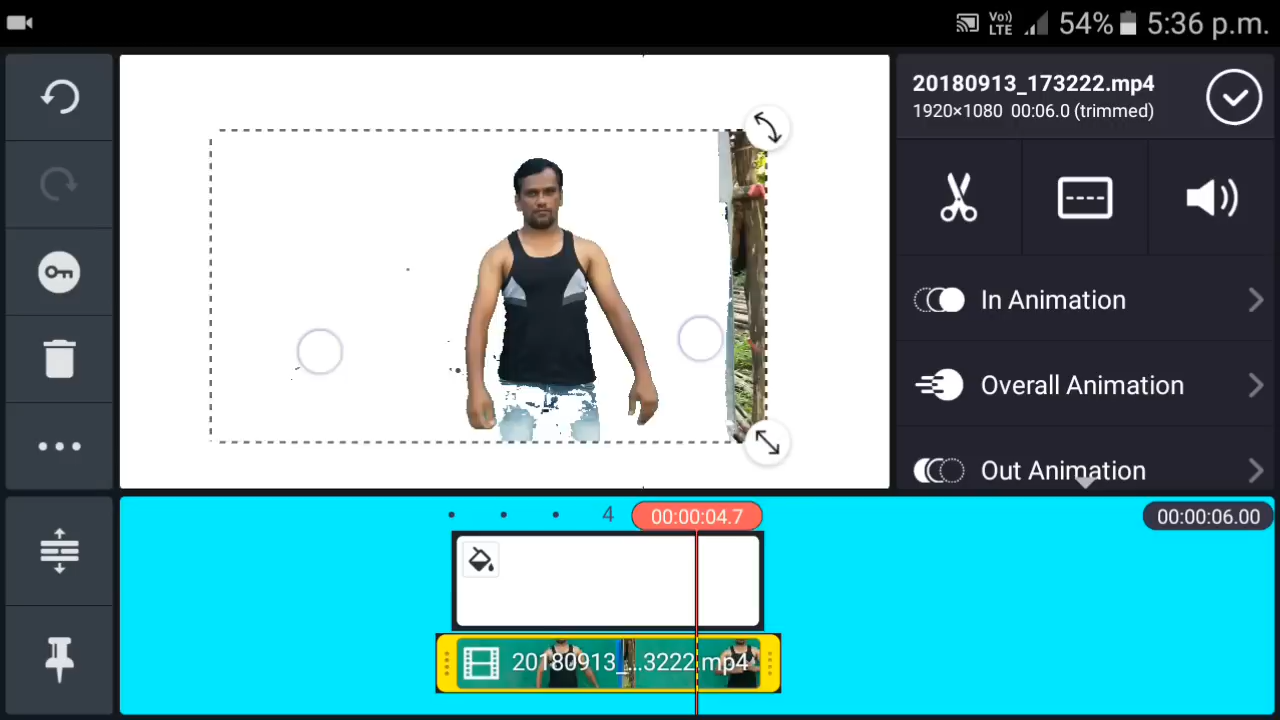 Vo)) LTE 54% 5:36 p.m.
20180913_173222.mp4
1920×1080 00:06.0 (trimmed)
In Animation
Overall Animation
Out Animation
4 00:00:04.7 00:00:06.00
20180913_...3222.mp4